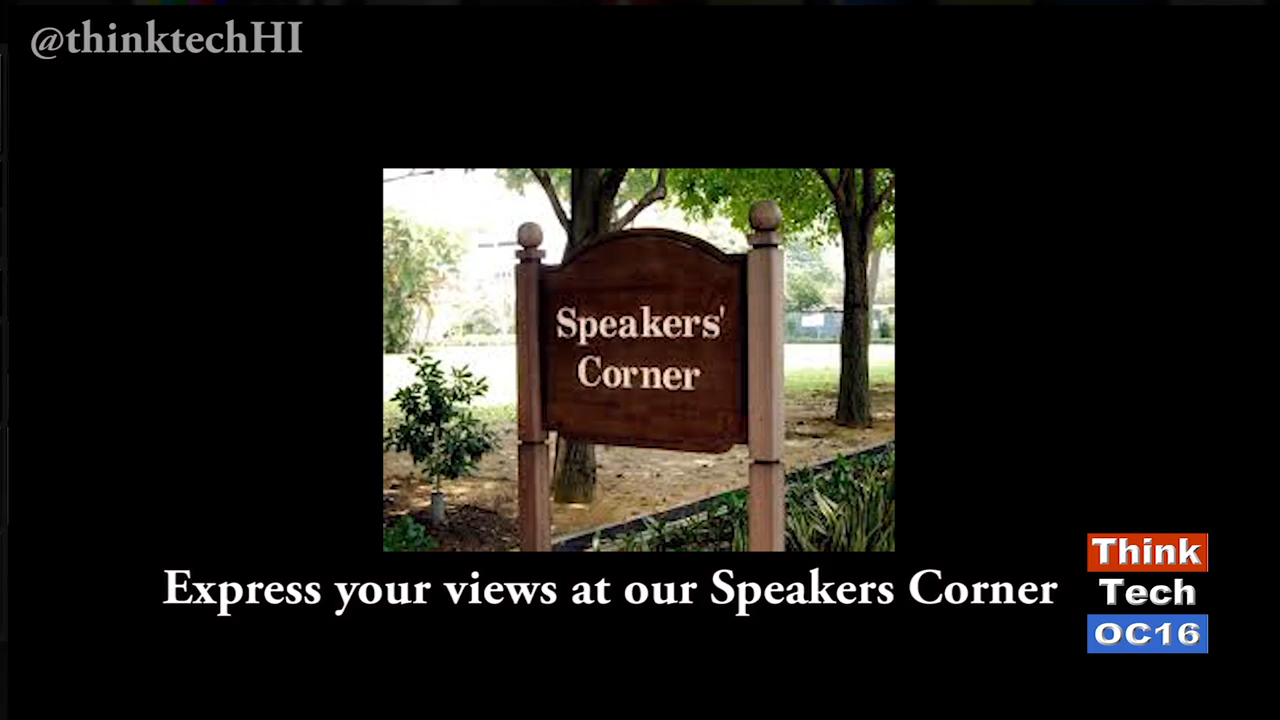 @thinktechHI
Speakers'
Corner
Express your views at our Speakers Corner
Think
Tech
OC16